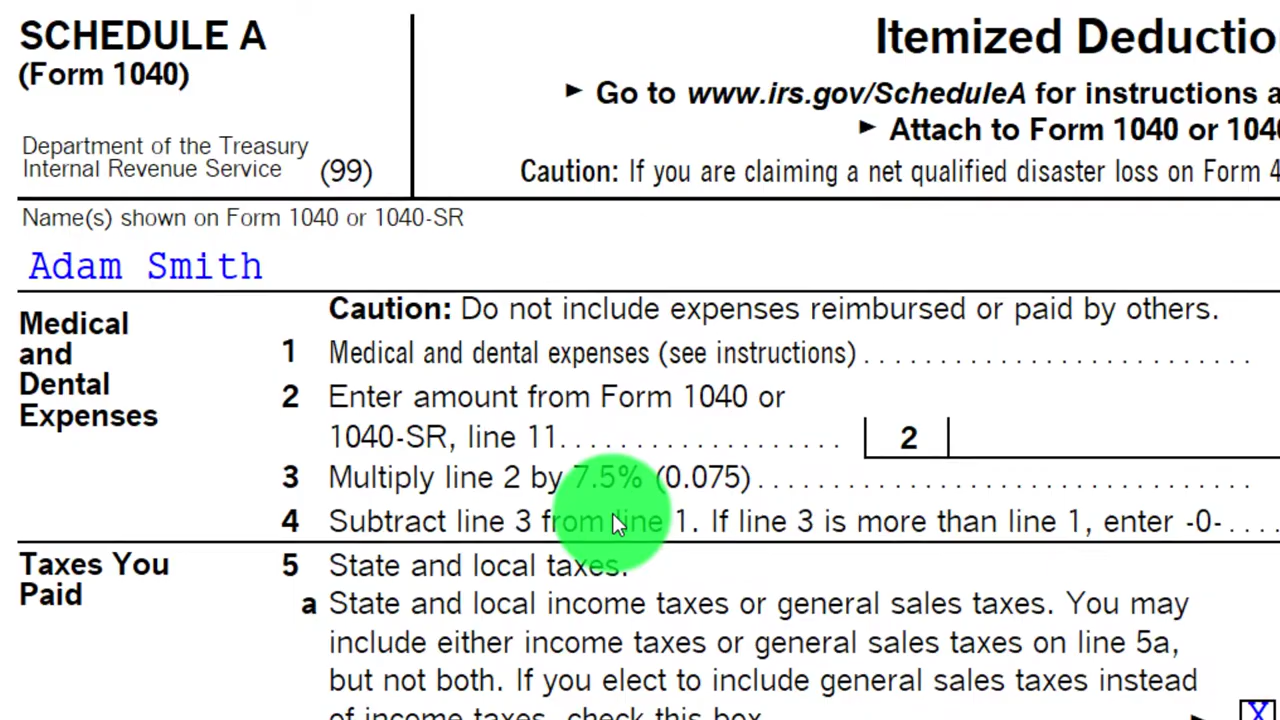 SCHEDULE A
(Form 1040)
Department of the Treasury
Internal Revenue Service (99)
Itemized Deductio
► Go to www.irs.gov/ScheduleA for instructions a
► Attach to Form 1040 or 104
Caution: If you are claiming a net qualified disaster loss on Form 4
Name(s) shown on Form 1040 or 1040-SR
Adam Smith
Medical
and
Dental
Expenses
Caution: Do not include expenses reimbursed or paid by others.
1 Medical and dental expenses (see instructions)
2 Enter amount from Form 1040 or
1040-SR, line 11 2
3 Multiply line 2 by 7.5% (0.075)
4 Subtract line 3 from line 1. If line 3 is more than line 1, enter -0-
Taxes You
Paid
5 State and local taxes.
a State and local income taxes or general sales taxes. You may
include either income taxes or general sales taxes on line 5a,
but not both. If you elect to include general sales taxes instead
of income taxes, check this box ► X